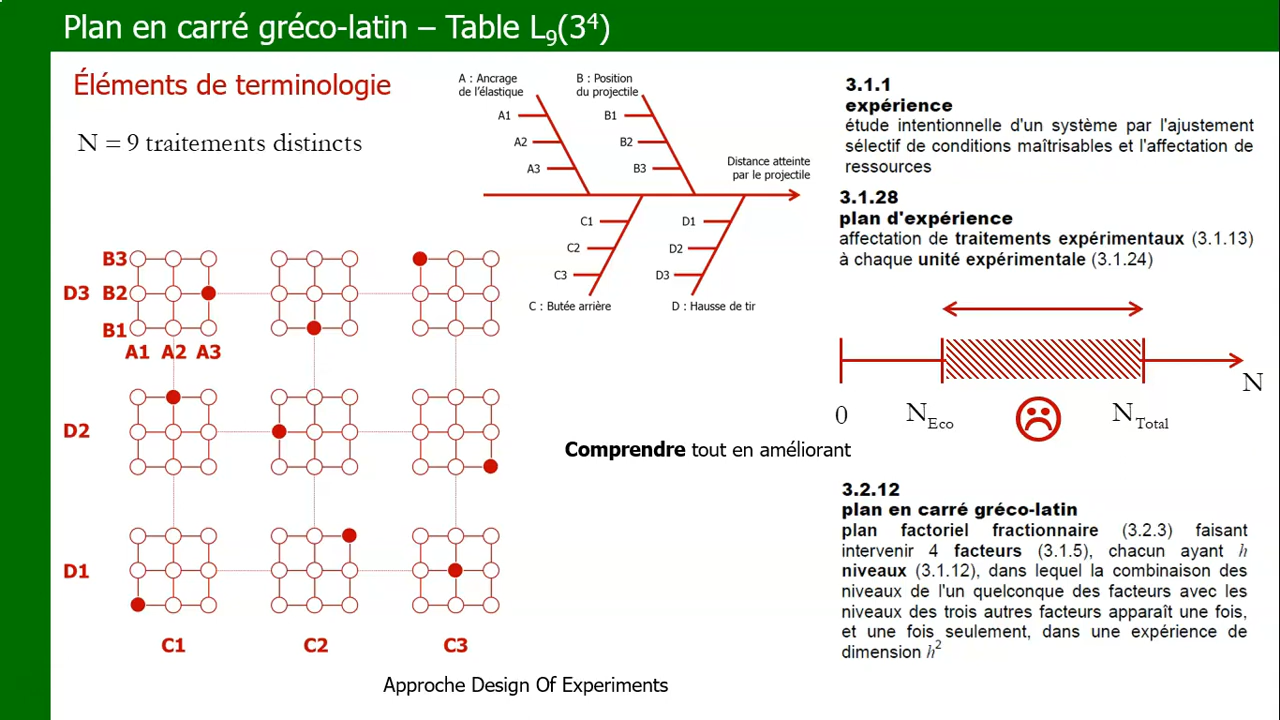 Plan en carré gréco-latin – Table L9(3⁴)
Éléments de terminologie
N = 9 traitements distincts
A : Ancrage
de l'élastique
A1
A2
A3
B : Position
du projectile
B1
B2
B3
Distance atteinte
par le projectile
C1
C2
C3
C : Butée arrière
D1
D2
D3
D : Hausse de tir
B3
D3 B2
B1
A1 A2 A3
D2
D1
C1 C2 C3
Comprendre tout en améliorant
Approche Design Of Experiments
3.1.1
expérience
étude intentionnelle d'un système par l'ajustement
sélectif de conditions maîtrisables et l'affectation de
ressources
3.1.28
plan d'expérience
affectation de traitements expérimentaux (3.1.13)
à chaque unité expérimentale (3.1.24)
N
0 NEco NTotal
3.2.12
plan en carré gréco-latin
plan factoriel fractionnaire (3.2.3) faisant
intervenir 4 facteurs (3.1.5), chacun ayant h
niveaux (3.1.12), dans lequel la combinaison des
niveaux de l'un quelconque des facteurs avec les
niveaux des trois autres facteurs apparaît une fois,
et une fois seulement, dans une expérience de
dimension h²